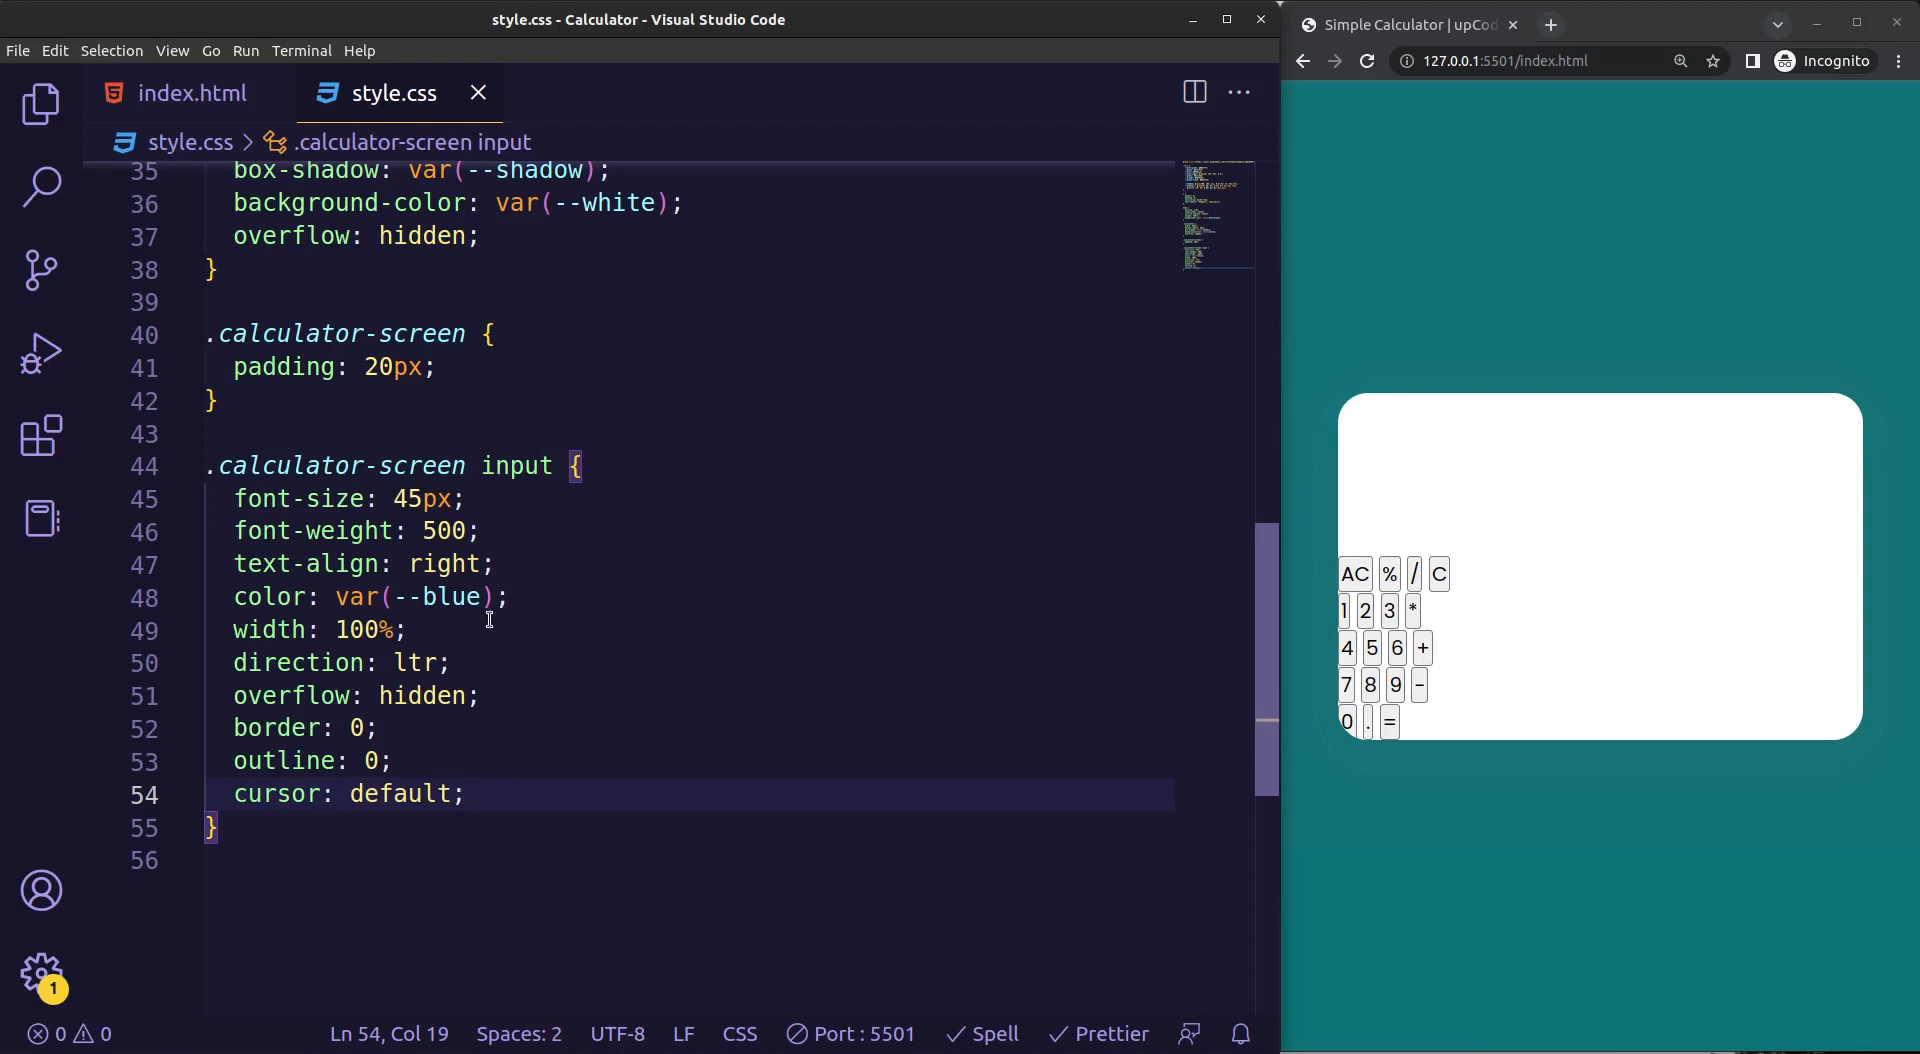 style.css - Calculator - Visual Studio Code
File Edit Selection View Go Run Terminal Help
index.html
style.css
style.css > .calculator-screen input
35 box-shadow: var(--shadow);
36 background-color: var(--white);
37 overflow: hidden;
38 }
39
40 .calculator-screen {
41 padding: 20px;
42 }
43
44 .calculator-screen input {
45 font-size: 45px;
46 font-weight: 500;
47 text-align: right;
48 color: var(--blue);
49 width: 100%;
50 direction: ltr;
51 overflow: hidden;
52 border: 0;
53 outline: 0;
54 cursor: default;
55 }
56
1
0 0 Ln 54, Col 19 Spaces: 2 UTF-8 LF CSS Port : 5501 Spell Prettier
Simple Calculator | upCod
127.0.0.1:5501/index.html Incognito
AC % / C
1 2 3 *
4 5 6 +
7 8 9 -
0 . =